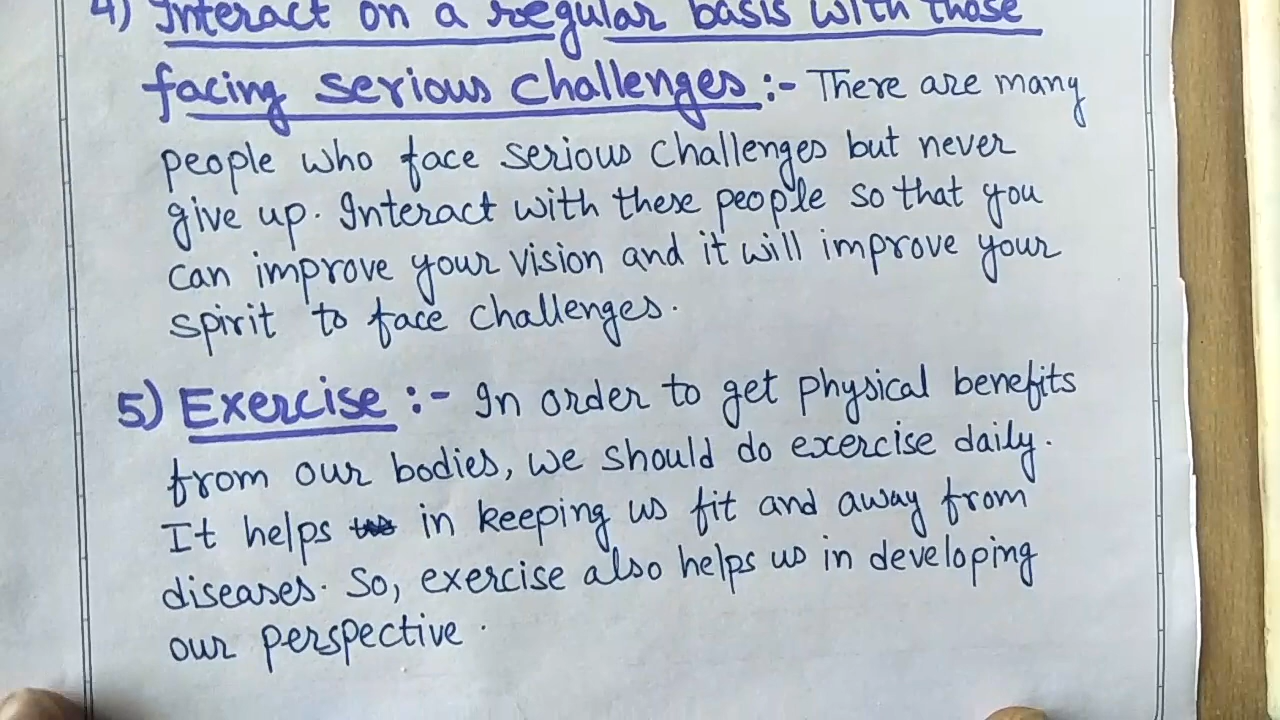 4) Interact on a regular basis with those
facing serious challenges :- There are many
people who face serious challenges but never
give up. Interact with these people so that you
can improve your vision and it will improve your
spirit to face challenges.
5) Exercise :- In order to get physical benefits
from our bodies, we should do exercise daily.
It helps in keeping us fit and away from
diseases. So, exercise also helps us in developing
our perspective.